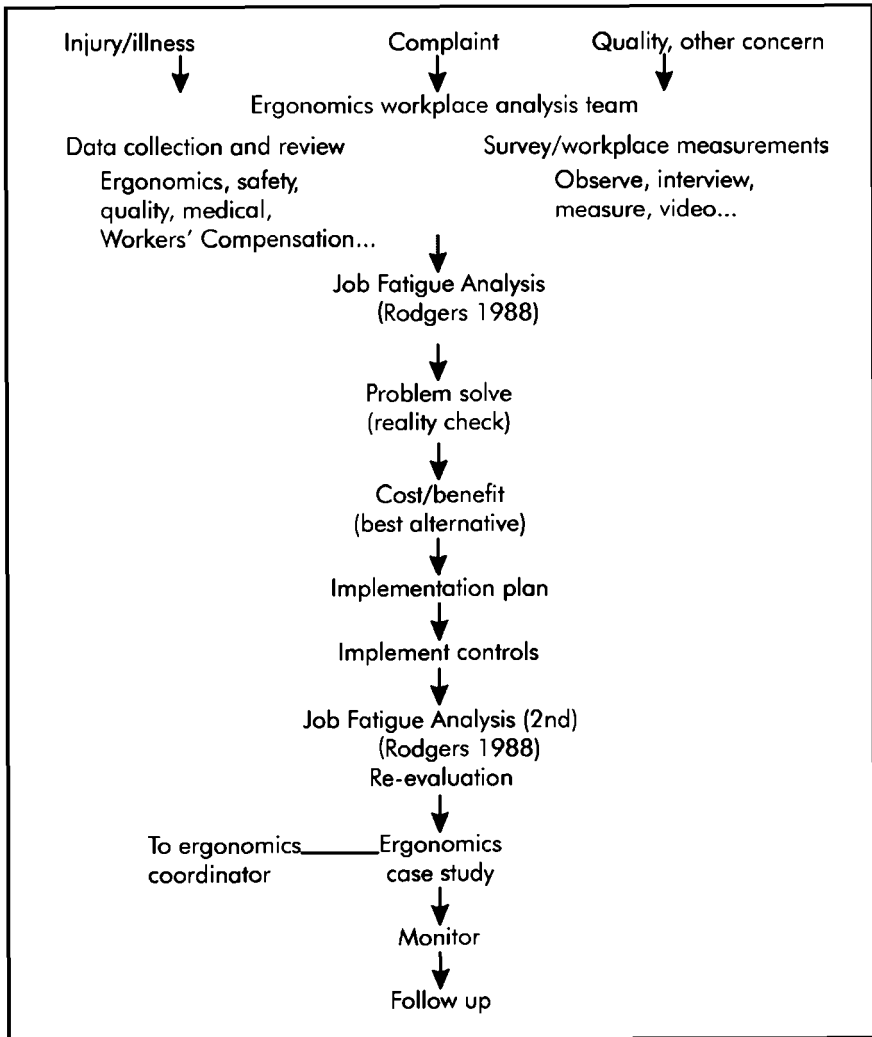 Injury/illness
Complaint
Quality, other concern
Ergonomics workplace analysis team
Data collection and review
Ergonomics, safety,
quality, medical,
Workers' Compensation...
Survey/workplace measurements
Observe, interview,
measure, video...
Job Fatigue Analysis
(Rodgers 1988)
Problem solve
(reality check)
Cost/benefit
(best alternative)
Implementation plan
Implement controls
Job Fatigue Analysis (2nd)
(Rodgers 1988)
Re-evaluation
To ergonomics
coordinator
Ergonomics
case study
Monitor
Follow up